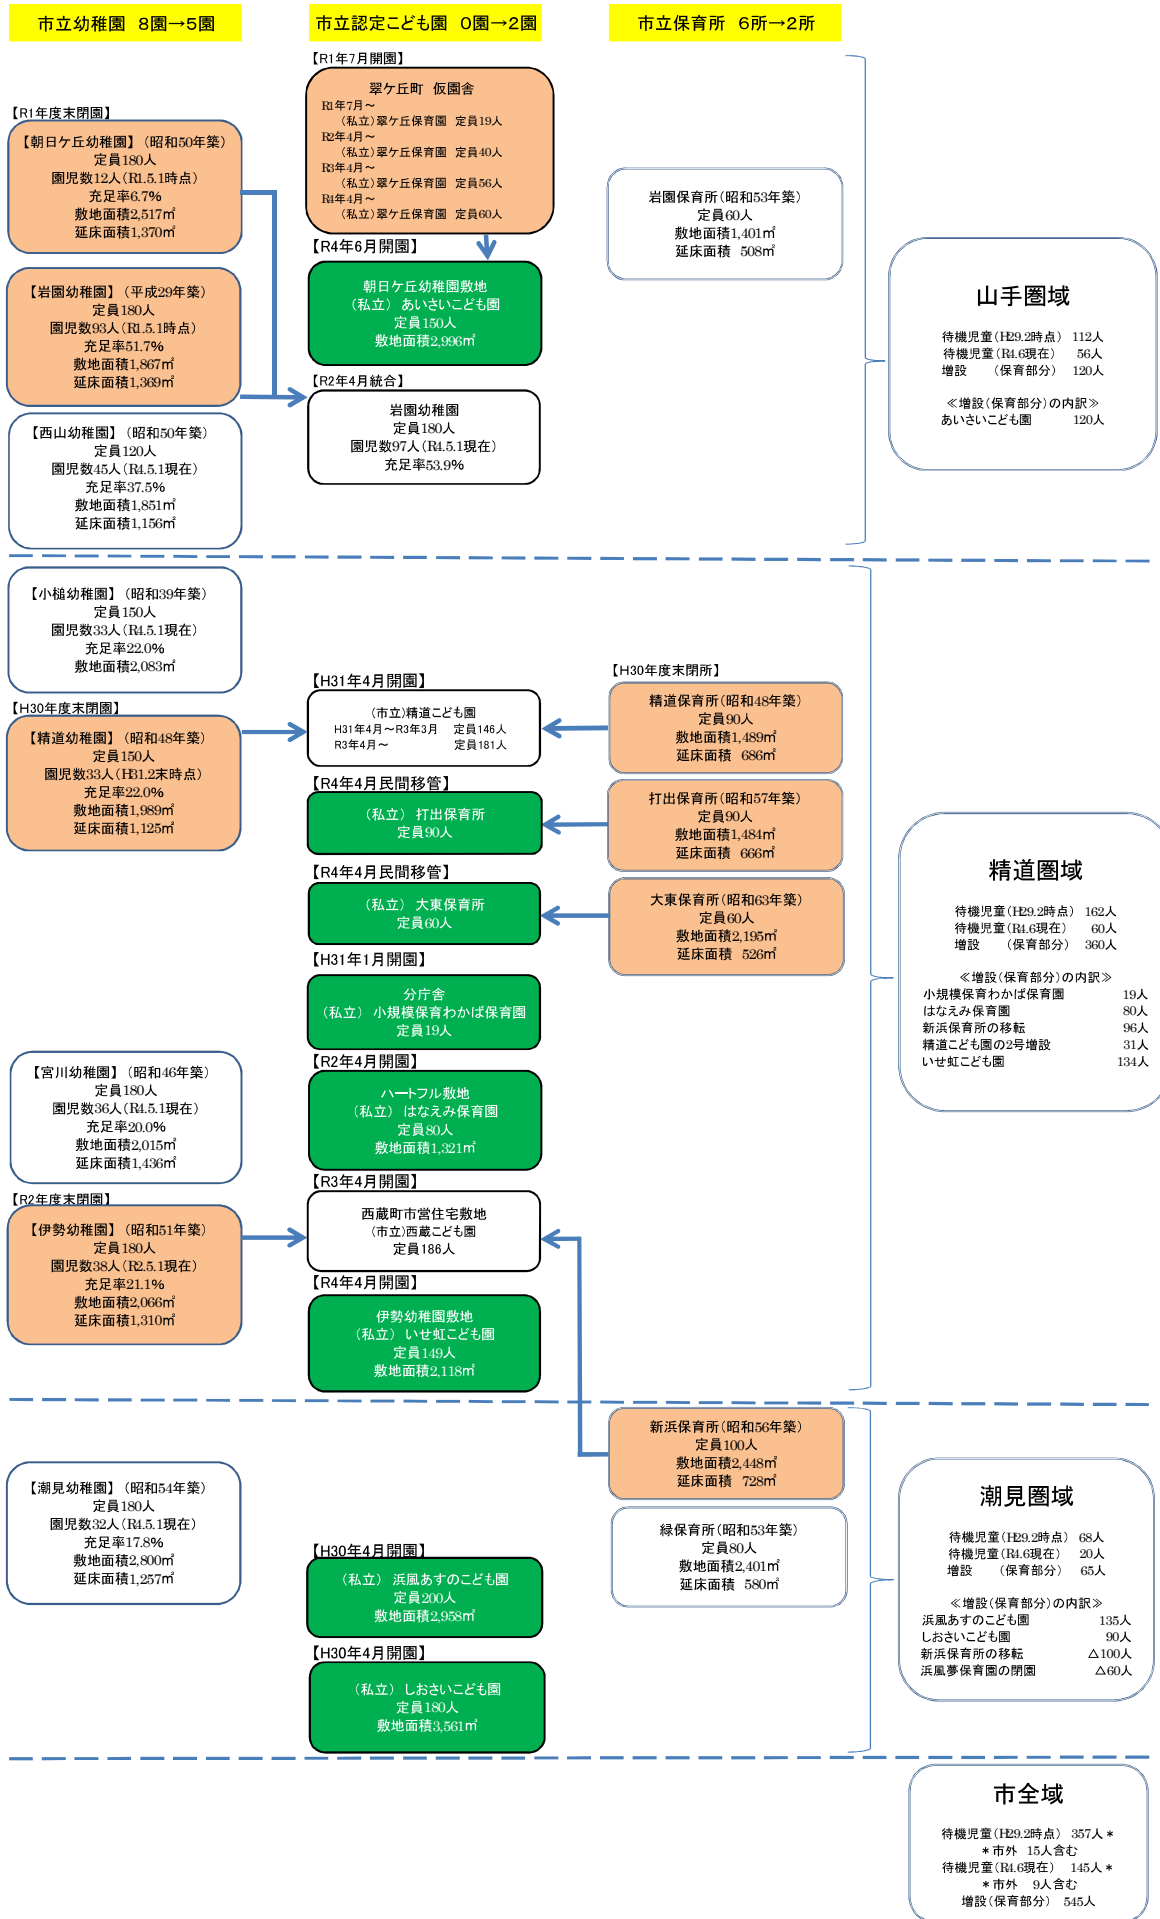 市立幼稚園 8園→5園
市立認定こども園 0園→2園
市立保育所 6所→2所
【R1年度末閉園】
【朝日ケ丘幼稚園】(昭和50年築)
定員180人
園児数12人(R1.5.1時点)
充足率6.7%
敷地面積2,517㎡
延床面積1,370㎡
【岩園幼稚園】(平成29年築)
定員180人
園児数93人(R1.5.1時点)
充足率51.7%
敷地面積1,867㎡
延床面積1,369㎡
【西山幼稚園】(昭和50年築)
定員120人
園児数45人(R4.5.1現在)
充足率37.5%
敷地面積1,851㎡
延床面積1,156㎡
【R1年7月開園】
翠ケ丘町 仮園舎
R1年7月~
(私立)翠ケ丘保育園 定員19人
R2年4月~
(私立)翠ケ丘保育園 定員40人
R3年4月~
(私立)翠ケ丘保育園 定員56人
R4年4月~
(私立)翠ケ丘保育園 定員60人
【R4年6月開園】
朝日ケ丘幼稚園敷地
(私立) あいさいこども園
定員150人
敷地面積2,996㎡
【R2年4月統合】
岩園幼稚園
定員180人
園児数97人(R4.5.1現在)
充足率53.9%
岩園保育所(昭和53年築)
定員60人
敷地面積1,401㎡
延床面積 508㎡
山手圏域
待機児童(H29.2時点) 112人
待機児童(R4.6現在) 56人
増設 (保育部分) 120人
≪増設(保育部分)の内訳≫
あいさいこども園 120人
【小槌幼稚園】(昭和39年築)
定員150人
園児数33人(R4.5.1現在)
充足率22.0%
敷地面積2,083㎡
【H30年度末閉園】
【精道幼稚園】(昭和48年築)
定員150人
園児数33人(H31.2末時点)
充足率22.0%
敷地面積1,989㎡
延床面積1,125㎡
【宮川幼稚園】(昭和46年築)
定員180人
園児数36人(R4.5.1現在)
充足率20.0%
敷地面積2,015㎡
延床面積1,436㎡
【R2年度末閉園】
【伊勢幼稚園】(昭和51年築)
定員180人
園児数38人(R2.5.1現在)
充足率21.1%
敷地面積2,066㎡
延床面積1,310㎡
【H31年4月開園】
(市立)精道こども園
H31年4月~R3年3月 定員146人
R3年4月~ 定員181人
【R4年4月民間移管】
(私立) 打出保育所
定員90人
【R4年4月民間移管】
(私立) 大東保育所
定員60人
【H31年1月開園】
分庁舎
(私立) 小規模保育わかば保育園
定員19人
【R2年4月開園】
ハートフル敷地
(私立) はなえみ保育園
定員80人
敷地面積1,321㎡
【R3年4月開園】
西蔵町市営住宅敷地
(市立)西蔵こども園
定員186人
【R4年4月開園】
伊勢幼稚園敷地
(私立) いせ虹こども園
定員149人
敷地面積2,118㎡
【H30年度末閉所】
精道保育所(昭和48年築)
定員90人
敷地面積1,489㎡
延床面積 686㎡
打出保育所(昭和57年築)
定員90人
敷地面積1,484㎡
延床面積 666㎡
大東保育所(昭和63年築)
定員60人
敷地面積2,195㎡
延床面積 526㎡
精道圏域
待機児童(H29.2時点) 162人
待機児童(R4.6現在) 60人
増設 (保育部分) 360人
≪増設(保育部分)の内訳≫
小規模保育わかば保育園 19人
はなえみ保育園 80人
新浜保育所の移転 96人
精道こども園の2号増設 31人
いせ虹こども園 134人
【潮見幼稚園】(昭和54年築)
定員180人
園児数32人(R4.5.1現在)
充足率17.8%
敷地面積2,800㎡
延床面積1,257㎡
【H30年4月開園】
(私立) 浜風あすのこども園
定員200人
敷地面積2,958㎡
【H30年4月開園】
(私立) しおさいこども園
定員180人
敷地面積3,561㎡
新浜保育所(昭和56年築)
定員100人
敷地面積2,448㎡
延床面積 728㎡
緑保育所(昭和53年築)
定員80人
敷地面積2,401㎡
延床面積 580㎡
潮見圏域
待機児童(H29.2時点) 68人
待機児童(R4.6現在) 20人
増設 (保育部分) 65人
≪増設(保育部分)の内訳≫
浜風あすのこども園 135人
しおさいこども園 90人
新浜保育所の移転 △100人
浜風夢保育園の閉園 △60人
市全域
待機児童(H29.2時点) 357人*
*市外 15人含む
待機児童(R4.6現在) 145人*
*市外 9人含む
増設(保育部分) 545人